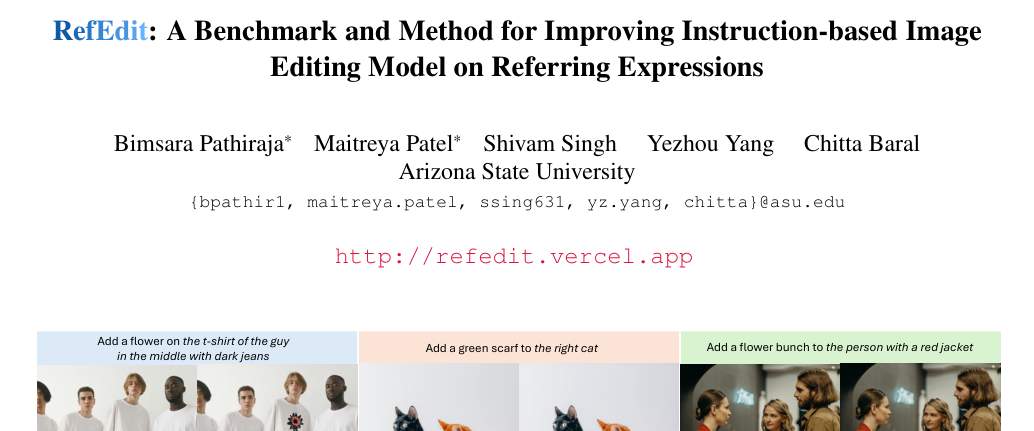 RefEdit: A Benchmark and Method for Improving Instruction-based Image
Editing Model on Referring Expressions
Bimsara Pathiraja* Maitreya Patel* Shivam Singh Yezhou Yang Chitta Baral
Arizona State University
{bpathir1, maitreya.patel, ssing631, yz.yang, chitta}@asu.edu
http://refedit.vercel.app
Add a flower on the t-shirt of the guy
in the middle with dark jeans
Add a green scarf to the right cat
Add a flower bunch to the person with a red jacket